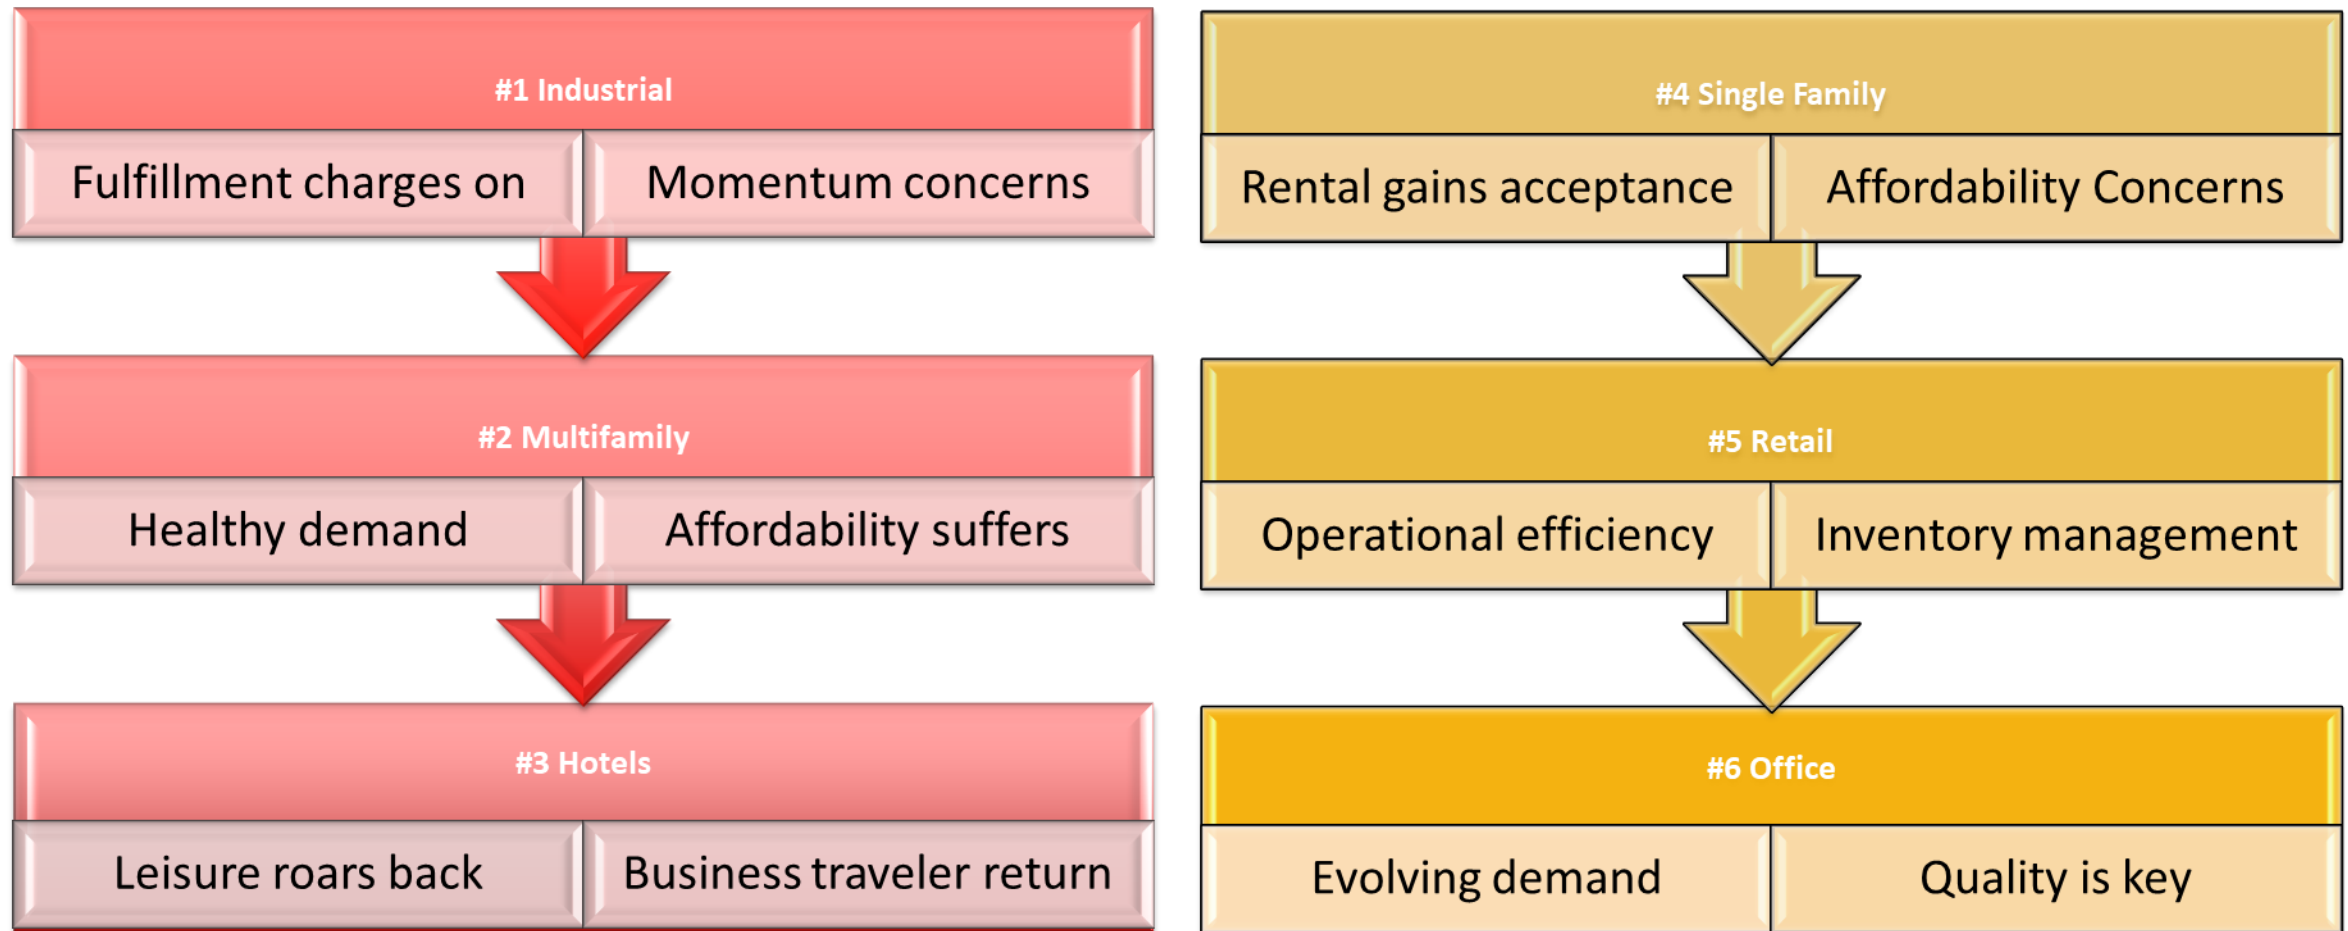 #1 Industrial
Fulfillment charges on
Momentum concerns
#2 Multifamily
Healthy demand
Affordability suffers
#3 Hotels
Leisure roars back
Business traveler return
#4 Single Family
Rental gains acceptance
Affordability Concerns
#5 Retail
Operational efficiency
Inventory management
#6 Office
Evolving demand
Quality is key